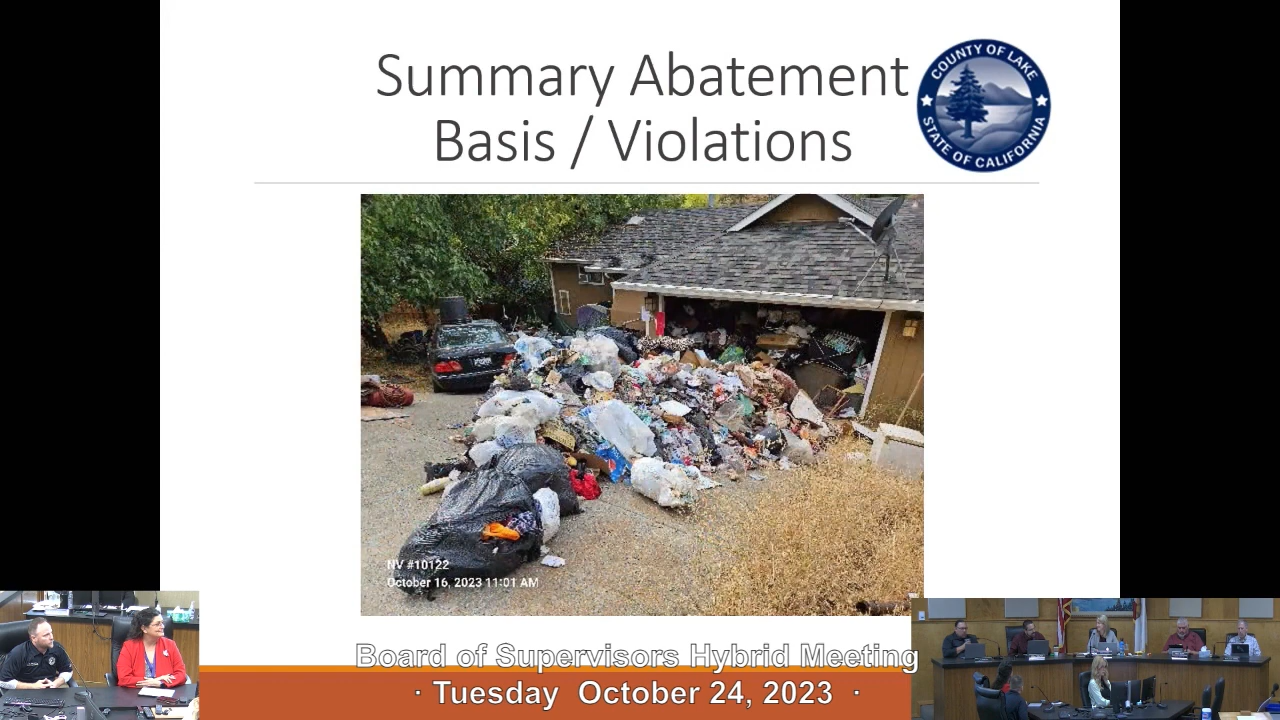 Summary Abatement
Basis / Violations
COUNTY OF LAKE
STATE OF CALIFORNIA
NV #10122
October 16, 2023 11:01 AM
Board of Supervisors Hybrid Meeting
· Tuesday October 24, 2023 ·